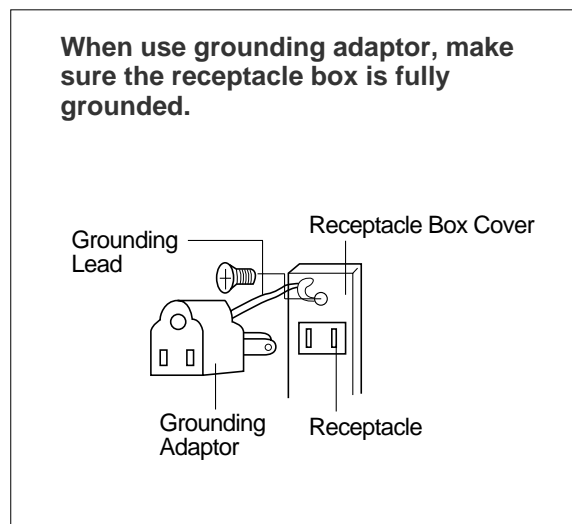 When use grounding adaptor, make
sure the receptacle box is fully
grounded.
Receptacle Box Cover
Grounding
Lead
Grounding
Adaptor
Receptacle